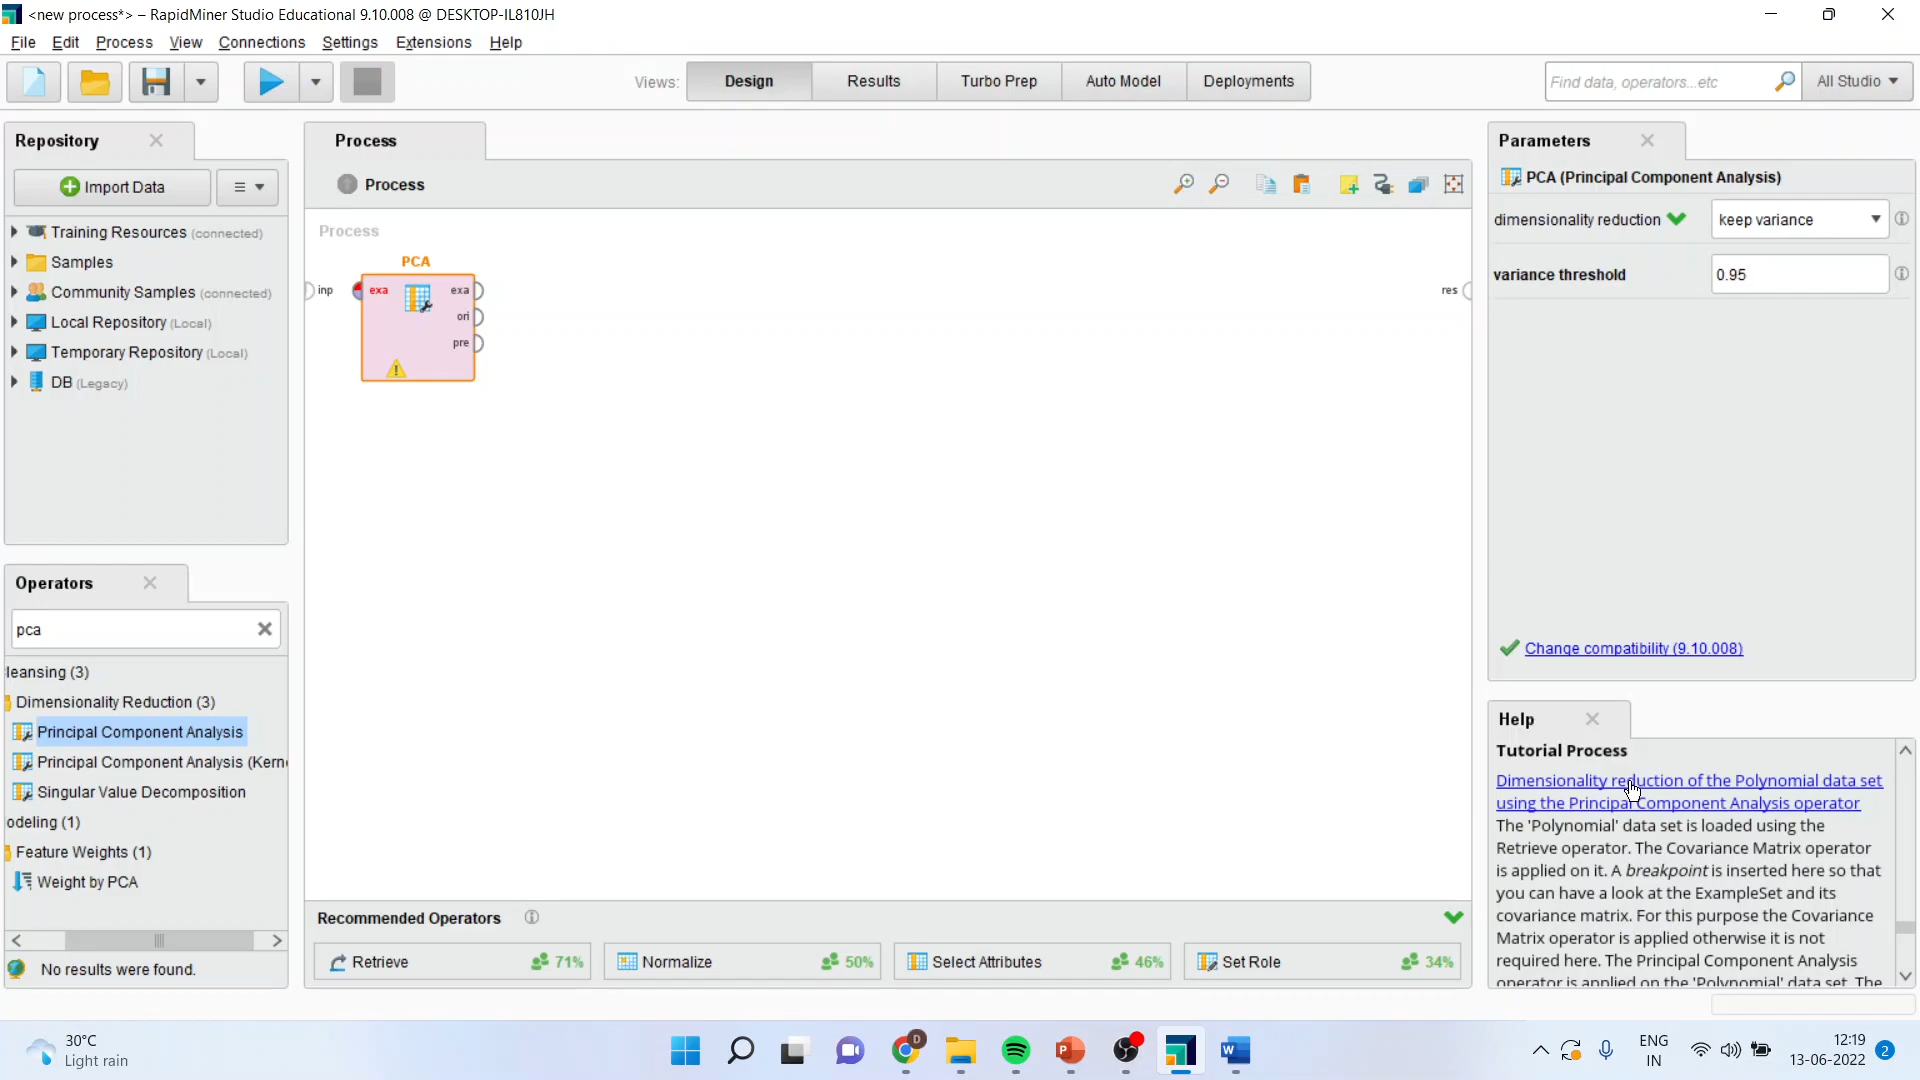 <new process*> – RapidMiner Studio Educational 9.10.008 @ DESKTOP-IL810JH
File Edit Process View Connections Settings Extensions Help
Views: Design Results Turbo Prep Auto Model Deployments
Find data, operators...etc All Studio
Repository
Import Data
Training Resources (connected)
Samples
Community Samples (connected)
Local Repository (Local)
Temporary Repository (Local)
DB (Legacy)
Operators
pca
leansing (3)
Dimensionality Reduction (3)
Principal Component Analysis
Principal Component Analysis (Kern
Singular Value Decomposition
odeling (1)
Feature Weights (1)
Weight by PCA
No results were found.
Process
Process
Process
PCA
inp exa exa
ori
pre
res
Recommended Operators
Retrieve 71%
Normalize 50%
Select Attributes 46%
Set Role 34%
Parameters
PCA (Principal Component Analysis)
dimensionality reduction keep variance
variance threshold 0.95
Change compatibility (9.10.008)
Help
Tutorial Process
Dimensionality reduction of the Polynomial data set
using the Principal Component Analysis operator
The 'Polynomial' data set is loaded using the
Retrieve operator. The Covariance Matrix operator
is applied on it. A breakpoint is inserted here so that
you can have a look at the ExampleSet and its
covariance matrix. For this purpose the Covariance
Matrix operator is applied otherwise it is not
required here. The Principal Component Analysis
operator is applied on the 'Polynomial' data set. The
30°C
Light rain
D
P
W
ENG
IN
12:19
13-06-2022
2